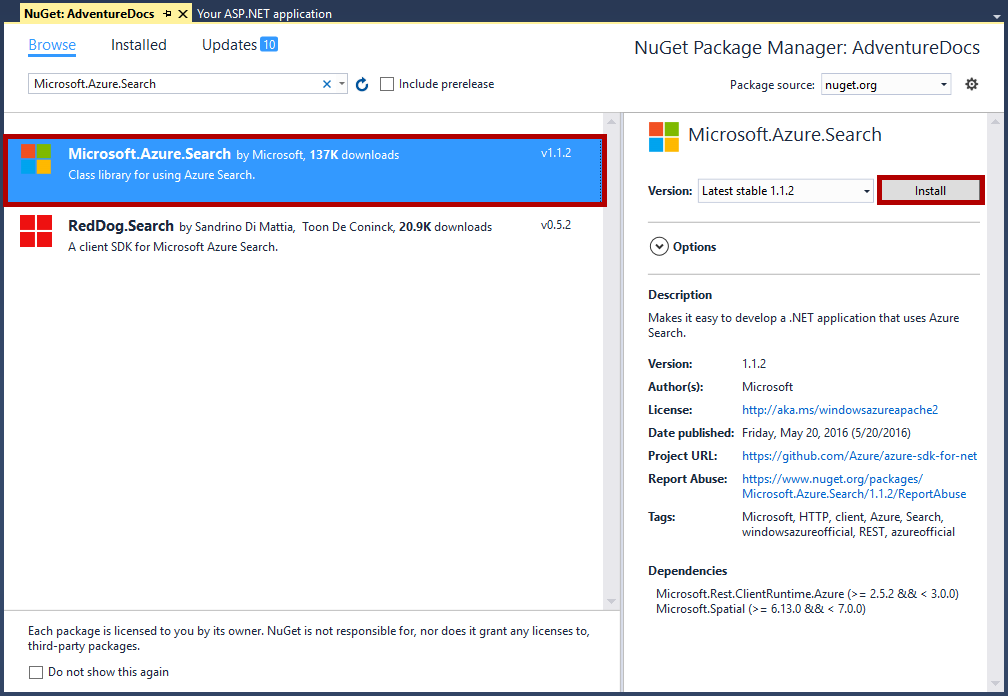 NuGet: AdventureDocs
Your ASP.NET application
Browse
Installed
Updates 10
NuGet Package Manager: AdventureDocs
Microsoft.Azure.Search
Include prerelease
Package source: nuget.org
Microsoft.Azure.Search by Microsoft, 137K downloads
v1.1.2
Class library for using Azure Search.
RedDog.Search by Sandrino Di Mattia, Toon De Coninck, 20.9K downloads
v0.5.2
A client SDK for Microsoft Azure Search.
Each package is licensed to you by its owner. NuGet is not responsible for, nor does it grant any licenses to,
third-party packages.
Do not show this again
Microsoft.Azure.Search
Version: Latest stable 1.1.2
Install
Options
Description
Makes it easy to develop a .NET application that uses Azure
Search.
Version: 1.1.2
Author(s): Microsoft
License: http://aka.ms/windowsazureapache2
Date published: Friday, May 20, 2016 (5/20/2016)
Project URL: https://github.com/Azure/azure-sdk-for-net
Report Abuse: https://www.nuget.org/packages/
Microsoft.Azure.Search/1.1.2/ReportAbuse
Tags: Microsoft, HTTP, client, Azure, Search,
windowsazureofficial, REST, azureofficial
Dependencies
Microsoft.Rest.ClientRuntime.Azure (>= 2.5.2 && < 3.0.0)
Microsoft.Spatial (>= 6.13.0 && < 7.0.0)